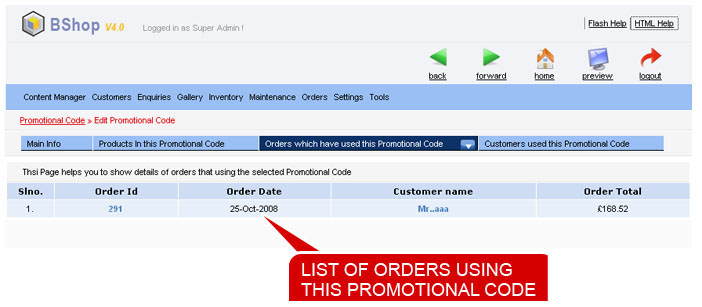 BShop V4.0
Logged in as Super Admin !
Flash Help
HTML Help
back
forward
home
preview
logout
Content Manager Customers Enquiries Gallery Inventory Maintenance Orders Settings Tools
Promotional Code » Edit Promotional Code
Main Info
Products In this Promotional Code
Orders which have used this Promotional Code
Customers used this Promotional Code
Thsi Page helps you to show details of orders that using the selected Promotional Code
Slno. Order Id Order Date Customer name Order Total
1. 291 25-Oct-2008 Mr..aaa £168.52
LIST OF ORDERS USING
THIS PROMOTIONAL CODE